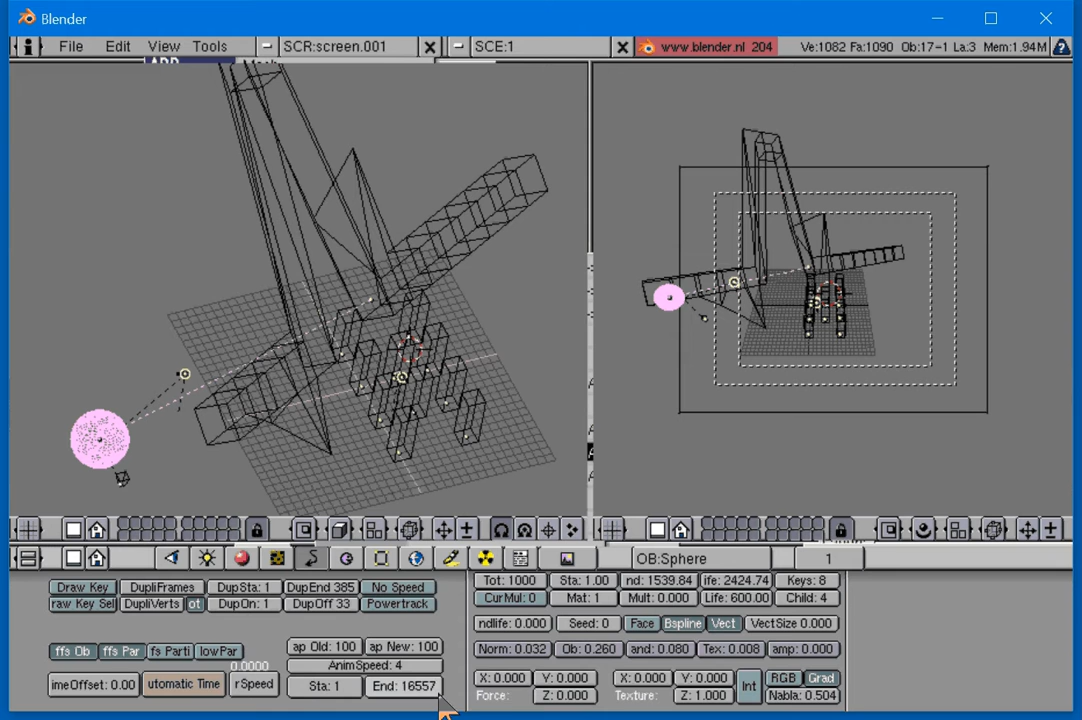 Blender
File Edit View Tools SCR:screen.001 SCE:1 www.blender.nl 204 Ve:1082 Fa:1090 Ob:17-1 La:3 Mem:1.94M
OB:Sphere 1
Draw Key DupliFrames DupSta: 1 DupEnd 385 No Speed
raw Key Sel DupliVerts ot DupOn: 1 DupOff 33 Powertrack
ffs Ob ffs Par fs Parti lowPar
0.0000
imeOffset: 0.00 utomatic Time rSpeed
ap Old: 100 ap New: 100
AnimSpeed: 4
Sta: 1 End: 16557
Tot: 1000 Sta: 1.00 nd: 1539.84 ife: 2424.74 Keys: 8
CurMul: 0 Mat: 1 Mult: 0.000 Life: 600.00 Child: 4
ndlife: 0.000 Seed: 0 Face Bspline Vect VectSize 0.000
Norm: 0.032 Ob: 0.260 and: 0.080 Tex: 0.008 amp: 0.000
X: 0.000 Y: 0.000 X: 0.000 Y: 0.000 Int RGB Grad
Force: Z: 0.000 Texture: Z: 1.000 Nabla: 0.504